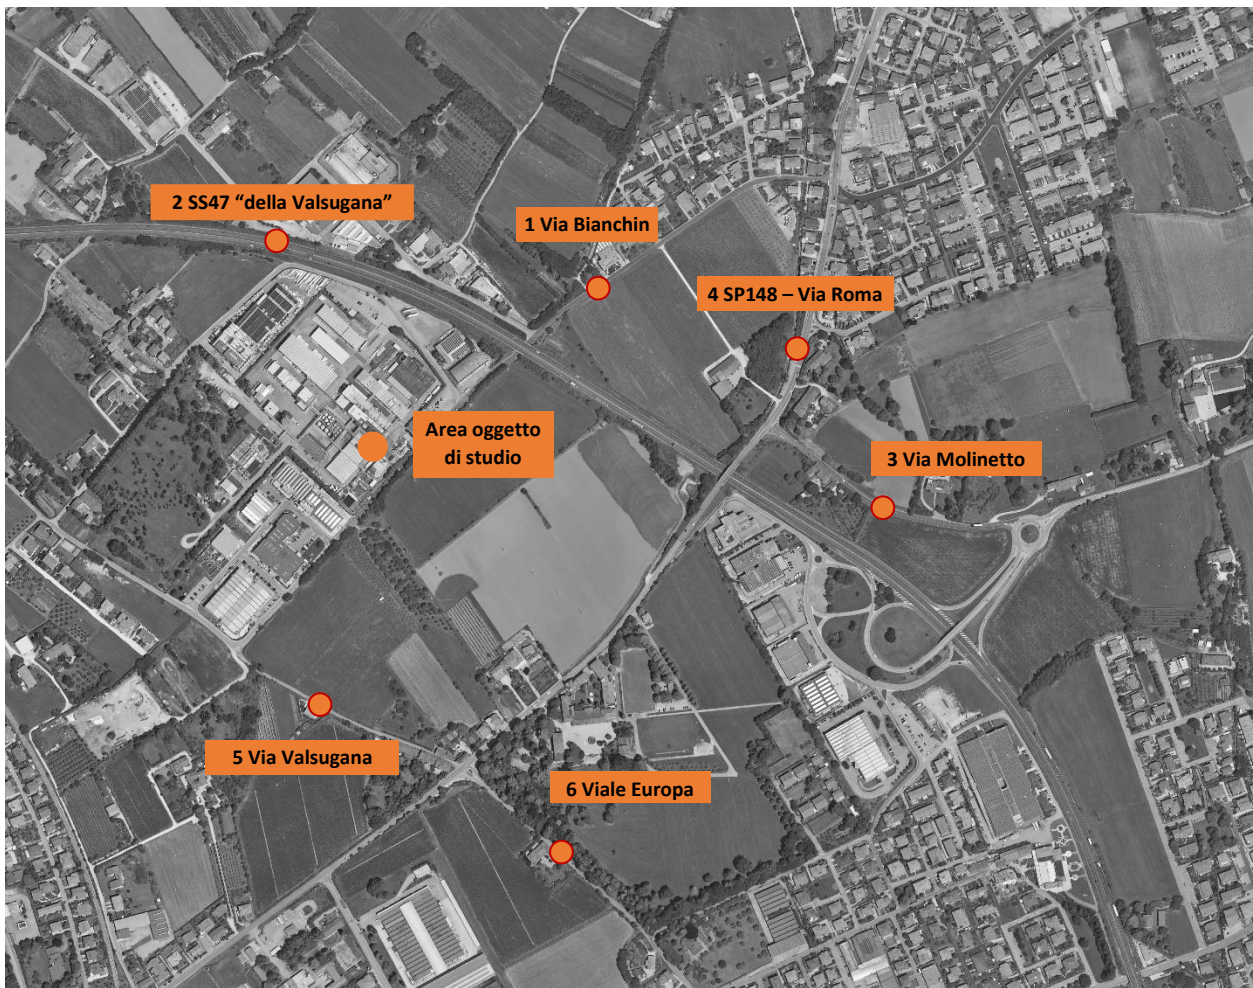 2 SS47 “della Valsugana”
1 Via Bianchin
4 SP148 – Via Roma
Area oggetto
di studio
3 Via Molinetto
5 Via Valsugana
6 Viale Europa